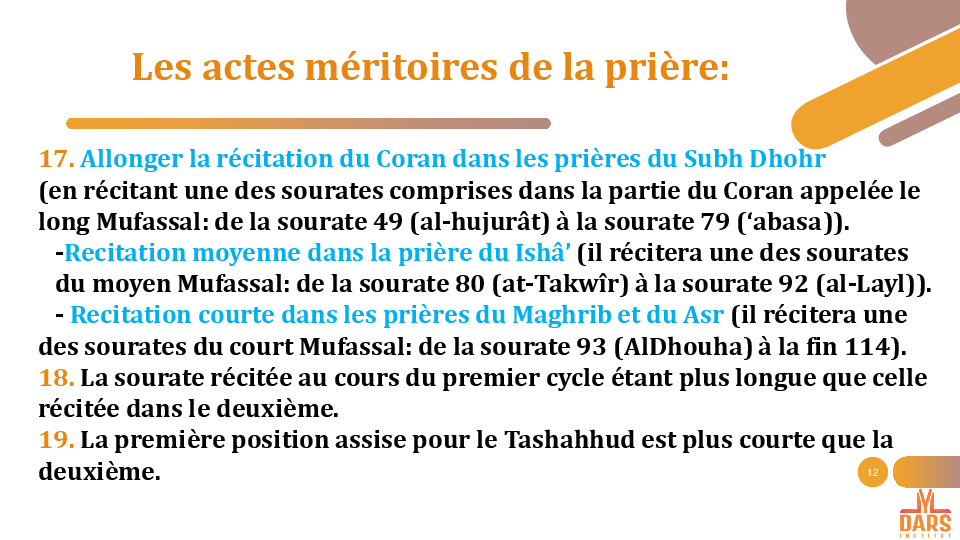 Les actes méritoires de la prière:
17. Allonger la récitation du Coran dans les prières du Subh Dhohr
(en récitant une des sourates comprises dans la partie du Coran appelée le
long Mufassal: de la sourate 49 (al-hujurât) à la sourate 79 (‘abasa)).
-Recitation moyenne dans la prière du Ishâ’ (il récitera une des sourates
du moyen Mufassal: de la sourate 80 (at-Takwîr) à la sourate 92 (al-Layl)).
- Recitation courte dans les prières du Maghrib et du Asr (il récitera une
des sourates du court Mufassal: de la sourate 93 (AlDhouha) à la fin 114).
18. La sourate récitée au cours du premier cycle étant plus longue que celle
récitée dans le deuxième.
19. La première position assise pour le Tashahhud est plus courte que la
deuxième.
12
DARS
INSTITUT